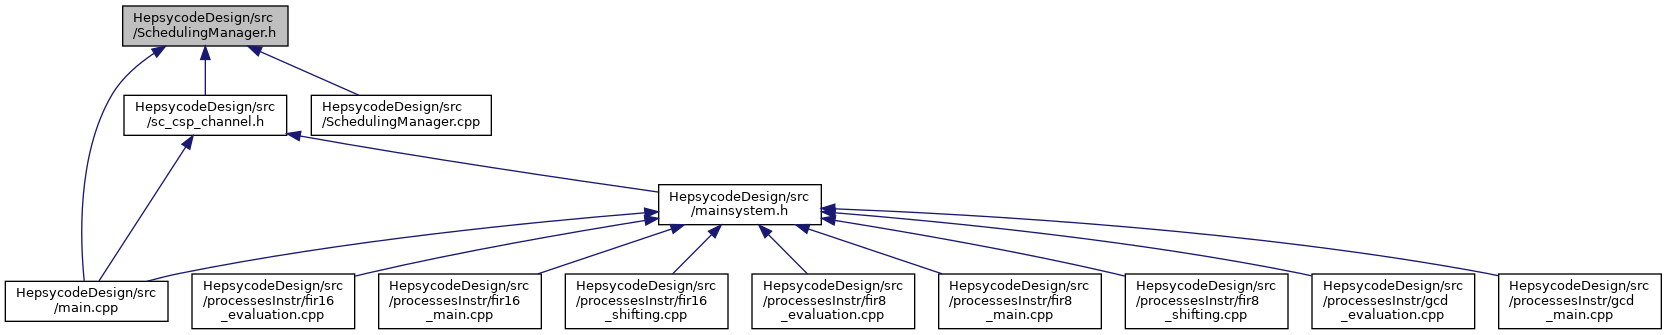 HepsycodeDesign/src
/SchedulingManager.h
HepsycodeDesign/src
/sc_csp_channel.h
HepsycodeDesign/src
/SchedulingManager.cpp
HepsycodeDesign/src
/mainsystem.h
HepsycodeDesign/src
/main.cpp
HepsycodeDesign/src
/processesInstr/fir16
_evaluation.cpp
HepsycodeDesign/src
/processesInstr/fir16
_main.cpp
HepsycodeDesign/src
/processesInstr/fir16
_shifting.cpp
HepsycodeDesign/src
/processesInstr/fir8
_evaluation.cpp
HepsycodeDesign/src
/processesInstr/fir8
_main.cpp
HepsycodeDesign/src
/processesInstr/fir8
_shifting.cpp
HepsycodeDesign/src
/processesInstr/gcd
_evaluation.cpp
HepsycodeDesign/src
/processesInstr/gcd
_main.cpp